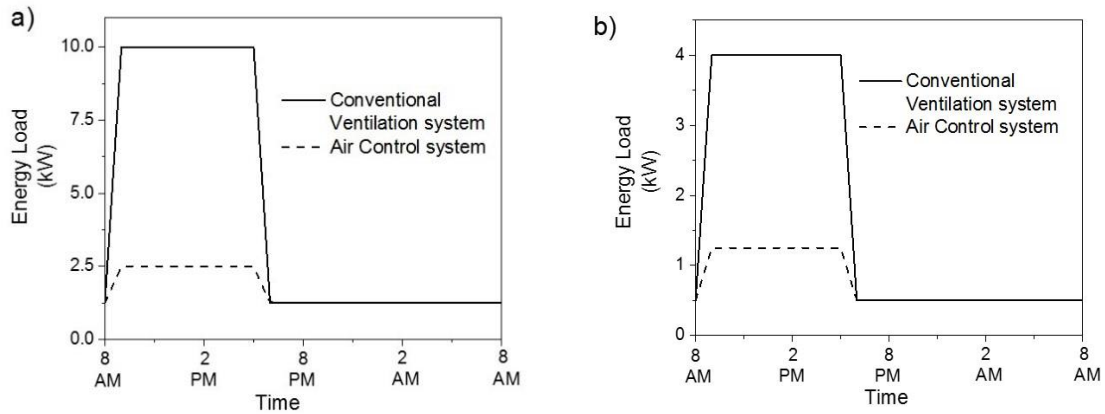 a)
10.0
7.5
5.0
2.5
0.0
Energy Load
(kW)
Conventional
Ventilation system
Air Control system
8 2 8 2 8
AM PM PM AM AM
Time
b)
4
3
2
1
0
Energy Load
(kW)
Conventional
Ventilation system
Air Control system
8 2 8 2 8
AM PM PM AM AM
Time